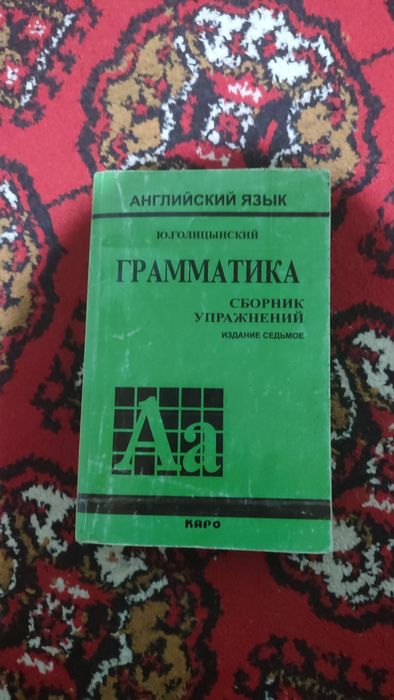 АНГЛИЙСКИЙ ЯЗЫК
Ю.ГОЛИЦЫНСКИЙ
ГРАММАТИКА
СБОРНИК
УПРАЖНЕНИЙ
ИЗДАНИЕ СЕДЬМОЕ
Aa
КАРО